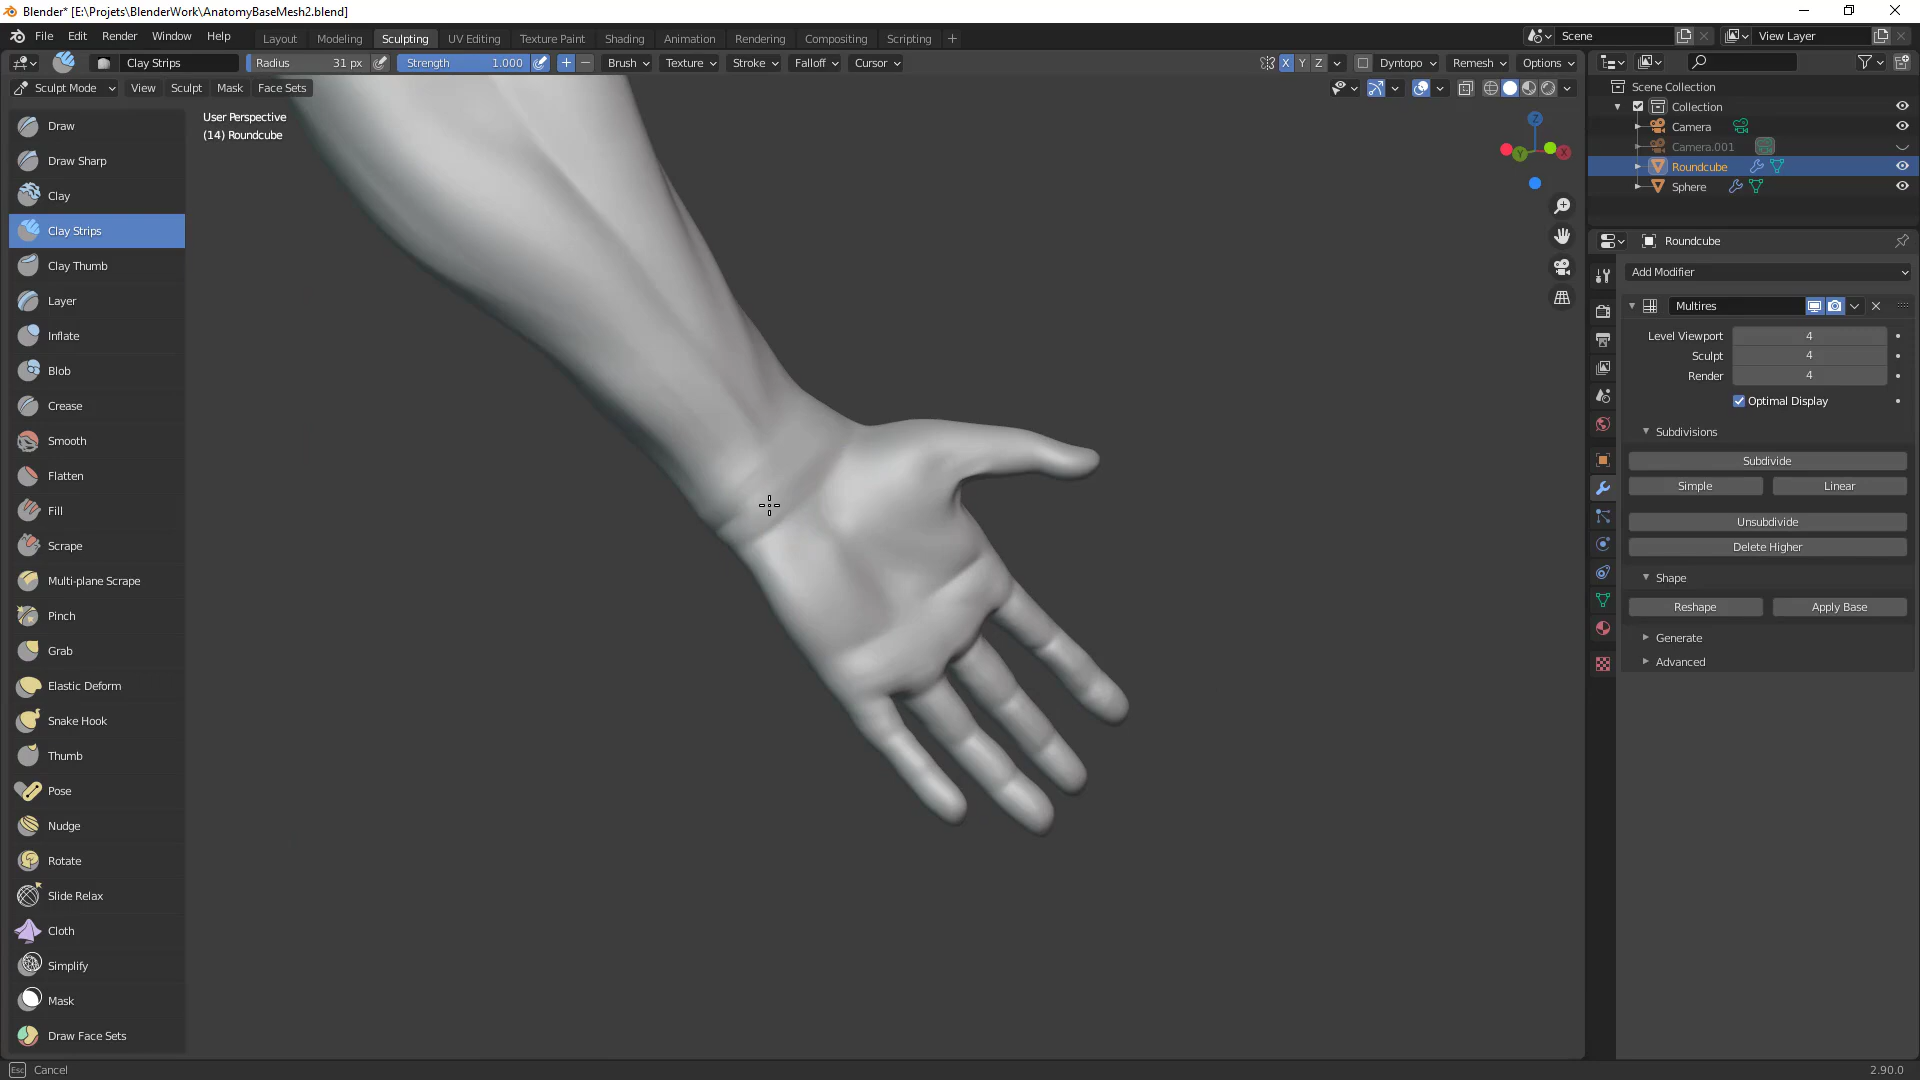 Blender* [E:\Projets\BlenderWork\AnatomyBaseMesh2.blend]
File Edit Render Window Help Layout Modeling Sculpting UV Editing Texture Paint Shading Animation Rendering Compositing Scripting + Scene View Layer
Clay Strips Radius 31 px Strength 1.000 + − Brush Texture Stroke Falloff Cursor X Y Z Dyntopo Remesh Options
Sculpt Mode View Sculpt Mask Face Sets
User Perspective
(14) Roundcube
Draw
Draw Sharp
Clay
Clay Strips
Clay Thumb
Layer
Inflate
Blob
Crease
Smooth
Flatten
Fill
Scrape
Multi-plane Scrape
Pinch
Grab
Elastic Deform
Snake Hook
Thumb
Pose
Nudge
Rotate
Slide Relax
Cloth
Simplify
Mask
Draw Face Sets
Z
Y X
Scene Collection
Collection
Camera
Camera.001
Roundcube
Sphere
Roundcube
Add Modifier
Multires
Level Viewport 4
Sculpt 4
Render 4
Optimal Display
Subdivisions
Subdivide
Simple Linear
Unsubdivide
Delete Higher
Shape
Reshape Apply Base
Generate
Advanced
Esc Cancel 2.90.0